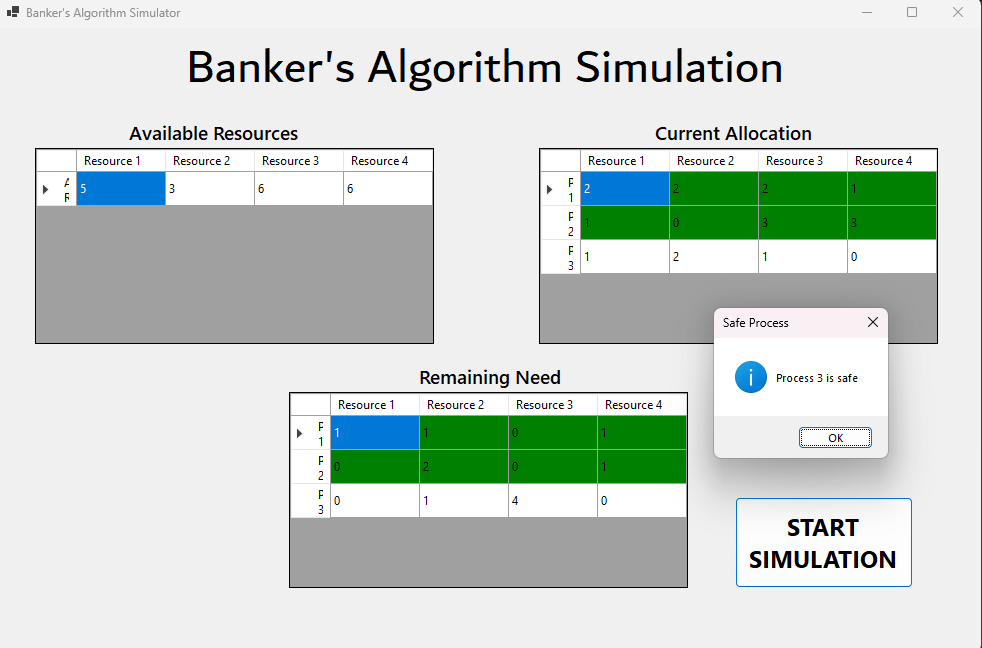 Banker's Algorithm Simulator
Banker's Algorithm Simulation
Available Resources
Resource 1 Resource 2 Resource 3 Resource 4
A
R 5 3 6 6
Current Allocation
Resource 1 Resource 2 Resource 3 Resource 4
P
1 2 2 2 1
P
2 1 0 3 3
P
3 1 2 1 0
Safe Process
Process 3 is safe
OK
Remaining Need
Resource 1 Resource 2 Resource 3 Resource 4
P
1 1 1 0 1
P
2 0 2 0 1
P
3 0 1 4 0
START
SIMULATION